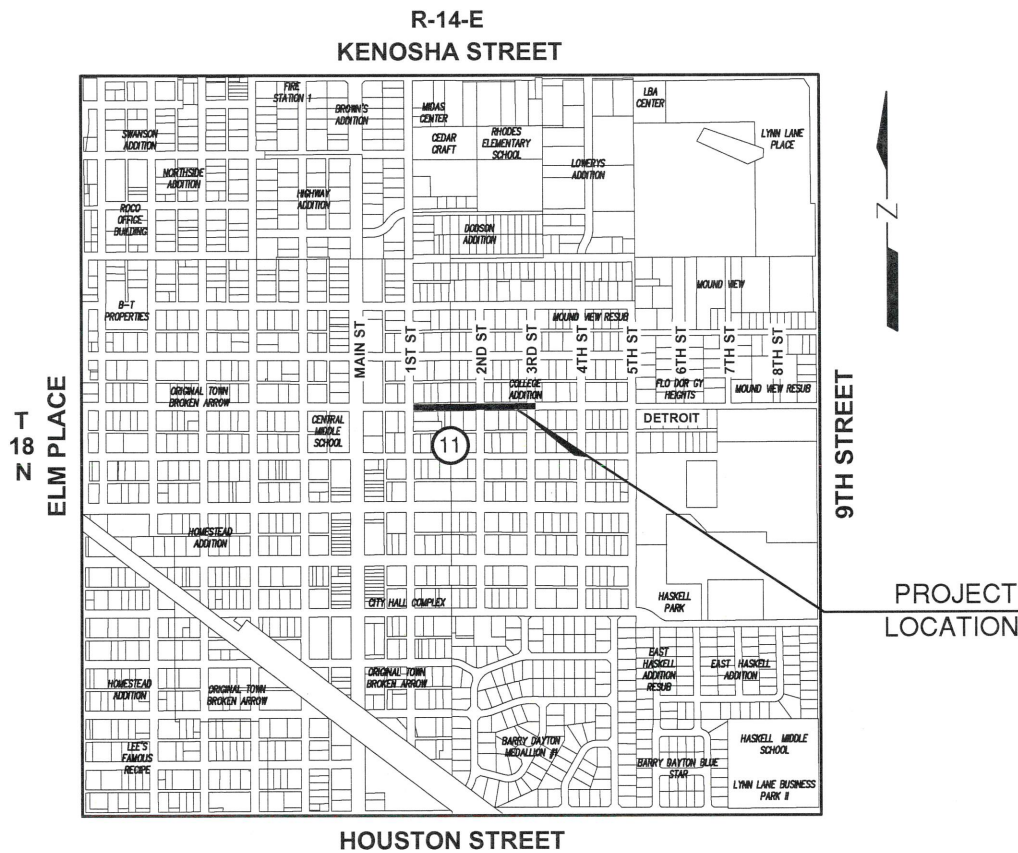 R-14-E
KENOSHA STREET
FIRE
STATION 1
BROWN'S
ADDITION
MIDAS
CENTER
CEDAR
CRAFT
RHODES
ELEMENTARY
SCHOOL
LBA
CENTER
LYNN LANE
PLACE
SWANSON
ADDITION
NORTHSIDE
ADDITION
HIGHWAY
ADDITION
LOWERYS
ADDITION
ROCO
OFFICE
BUILDING
DODSON
ADDITION
N
B-T
PROPERTIES
MOUND VIEW
MOUND VIEW RESUB
MAIN ST
1ST ST
2ND ST
3RD ST
4TH ST
5TH ST
6TH ST
7TH ST
8TH ST
ORIGINAL TOWN
BROKEN ARROW
COLLEGE
ADDITION
FLO DOR GY
HEIGHTS
MOUND VIEW RESUB
T
18
N
ELM PLACE
CENTRAL
MIDDLE
SCHOOL
DETROIT
11
9TH STREET
HOMESTEAD
ADDITION
CITY HALL COMPLEX
HASKELL
PARK
PROJECT
LOCATION
HOMESTEAD
ADDITION
ORIGINAL TOWN
BROKEN ARROW
ORIGINAL TOWN
BROKEN ARROW
EAST
HASKELL
ADDITION
RESUB
EAST HASKELL
ADDITION
LEE'S
FAMOUS
RECIPE
BARRY DAYTON
MEDALLION #1
BARRY DAYTON BLUE
STAR
HASKELL MIDDLE
SCHOOL
LYNN LANE BUSINESS
PARK II
HOUSTON STREET